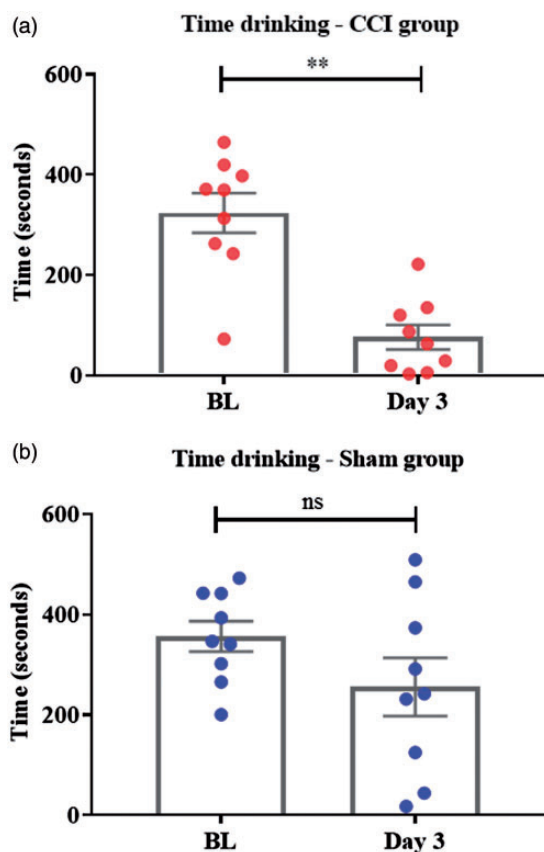 (a)
Time drinking - CCI group
**
600
400
200
0
Time (seconds)
BL Day 3
(b)
Time drinking - Sham group
ns
600
400
200
0
Time (seconds)
BL Day 3